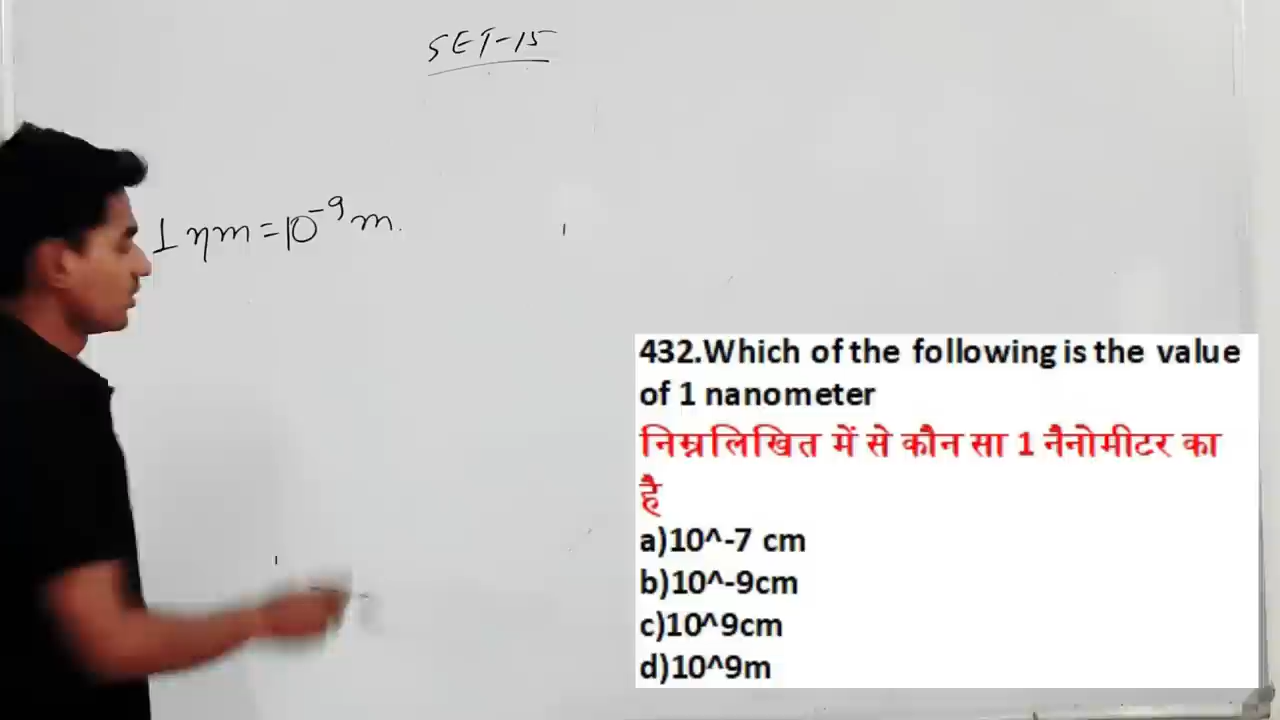 SET-15
1 ηm = 10⁻⁹ m.
432.Which of the following is the value
of 1 nanometer
निम्नलिखित में से कौन सा 1 नैनोमीटर का
है
a)10^-7 cm
b)10^-9cm
c)10^9cm
d)10^9m